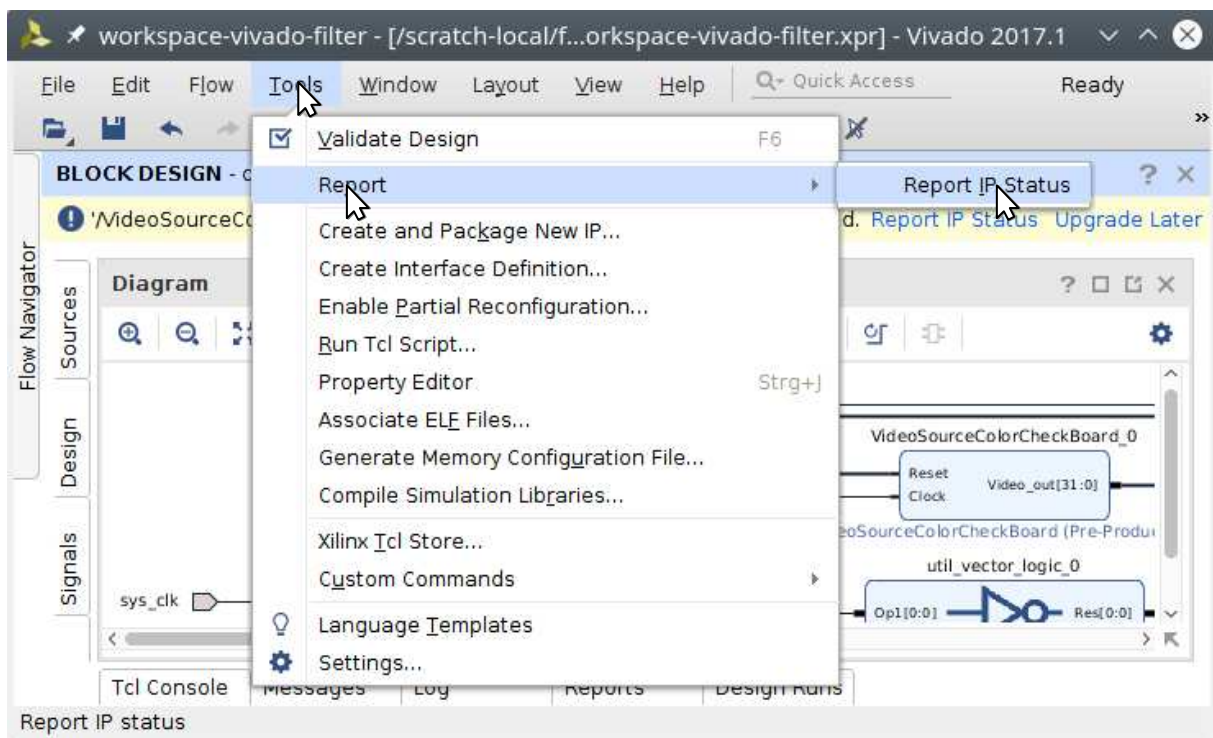 workspace-vivado-filter - [/scratch-local/f...orkspace-vivado-filter.xpr] - Vivado 2017.1
File Edit Flow Tools Window Layout View Help Quick Access Ready
»
Validate Design F6
BLOCK DESIGN -
Report
Report IP Status
? ×
'/VideoSourceCo
d. Report IP Status Upgrade Later
Create and Package New IP...
Create Interface Definition...
Enable Partial Reconfiguration...
Run Tcl Script...
Property Editor Strg+J
Associate ELF Files...
Generate Memory Configuration File...
Compile Simulation Libraries...
Xilinx Tcl Store...
Custom Commands
Language Templates
Settings...
Flow Navigator
Sources
Design
Signals
Diagram
?
sys_clk
VideoSourceColorCheckBoard_0
Reset
Clock
Video_out[31:0]
eoSourceColorCheckBoard (Pre-Produ
util_vector_logic_0
Op1[0:0] Res[0:0]
Tcl Console Messages Log Reports Design Runs
Report IP status